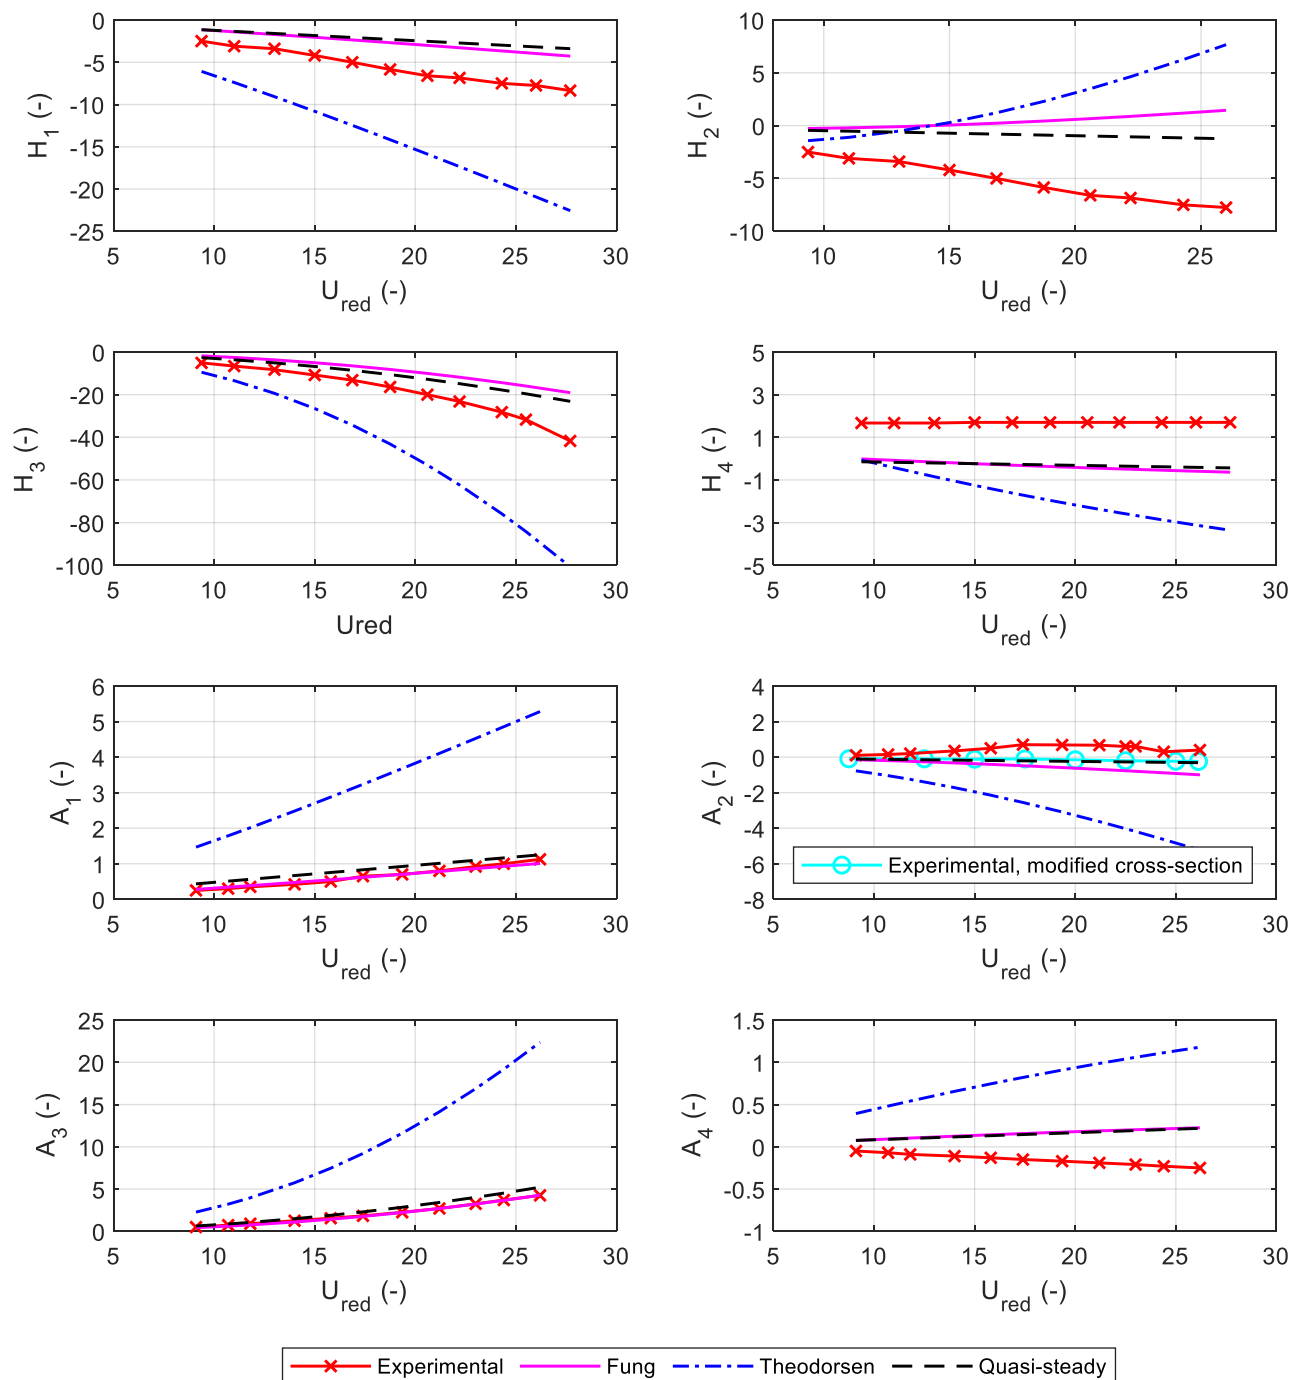 0
-5
-10
-15
-20
-25
5 10 15 20 25 30
H1 (-)
Ured (-)
10
5
0
-5
-10
10 15 20 25
H2 (-)
Ured (-)
0
-20
-40
-60
-80
-100
5 10 15 20 25 30
H3 (-)
Ured
5
3
1
-1
-3
-5
5 10 15 20 25 30
H4 (-)
Ured (-)
6
5
4
3
2
1
0
5 10 15 20 25 30
A1 (-)
Ured (-)
4
2
0
-2
-4
-6
-8
5 10 15 20 25 30
A2 (-)
Experimental, modified cross-section
Ured (-)
25
20
15
10
5
0
5 10 15 20 25 30
A3 (-)
Ured (-)
1.5
1
0.5
0
-0.5
-1
5 10 15 20 25 30
A4 (-)
Ured (-)
Experimental Fung Theodorsen Quasi-steady